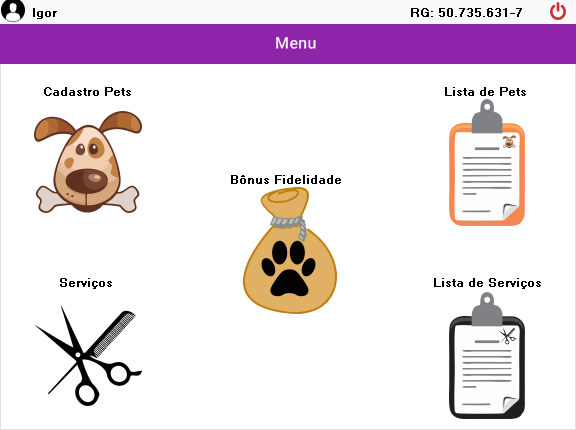 Igor
RG: 50.735.631-7
Menu
Cadastro Pets
Lista de Pets
Bônus Fidelidade
Serviços
Lista de Serviços